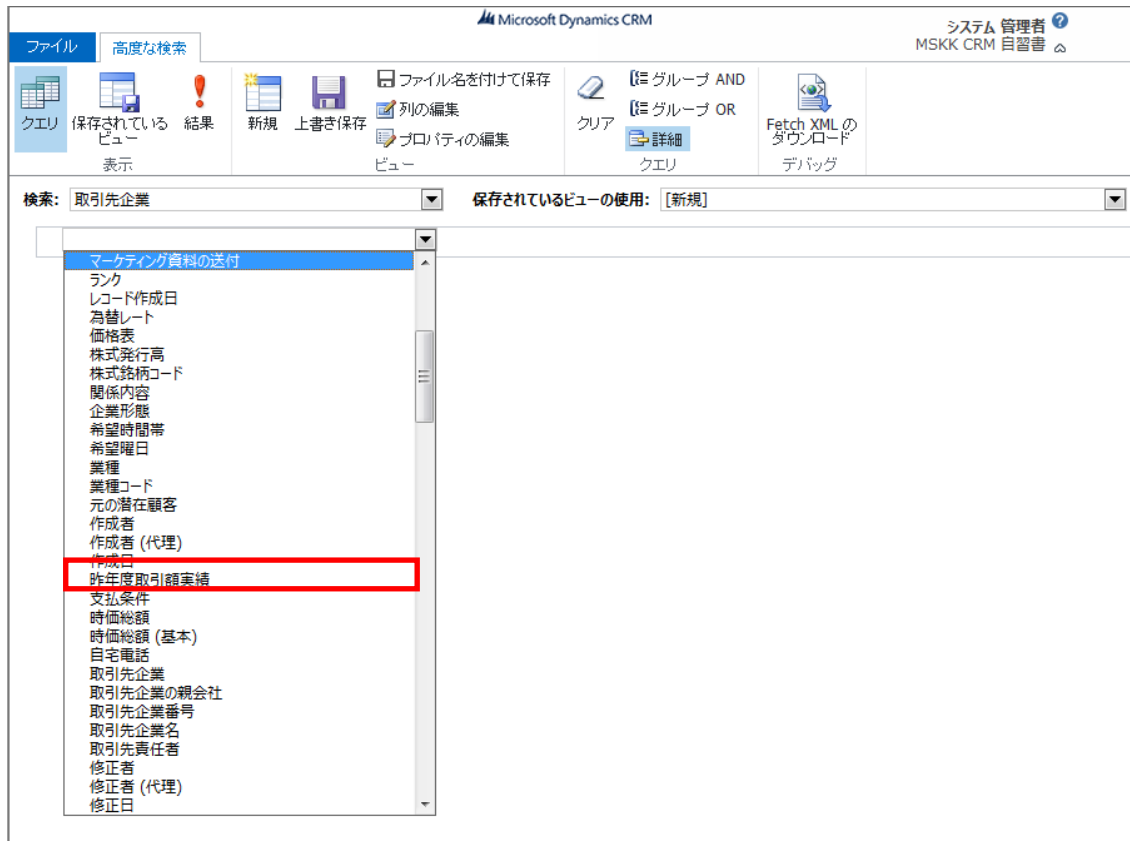 Microsoft Dynamics CRM
システム 管理者
MSKK CRM 自習書
ファイル
高度な検索
クエリ
保存されている
ビュー
結果
新規
上書き保存
ファイル名を付けて保存
列の編集
プロパティの編集
クリア
グループ AND
グループ OR
詳細
Fetch XML の
ダウンロード
表示
ビュー
クエリ
デバッグ
検索: 取引先企業
保存されているビューの使用: [新規]
マーケティング資料の送付
ランク
レコード作成日
為替レート
価格表
株式発行高
株式銘柄コード
関係内容
企業形態
希望時間帯
希望曜日
業種
業種コード
元の潜在顧客
作成者
作成者 (代理)
作成日
昨年度取引額実績
支払条件
時価総額
時価総額 (基本)
自宅電話
取引先企業
取引先企業の親会社
取引先企業番号
取引先企業名
取引先責任者
修正者
修正者 (代理)
修正日